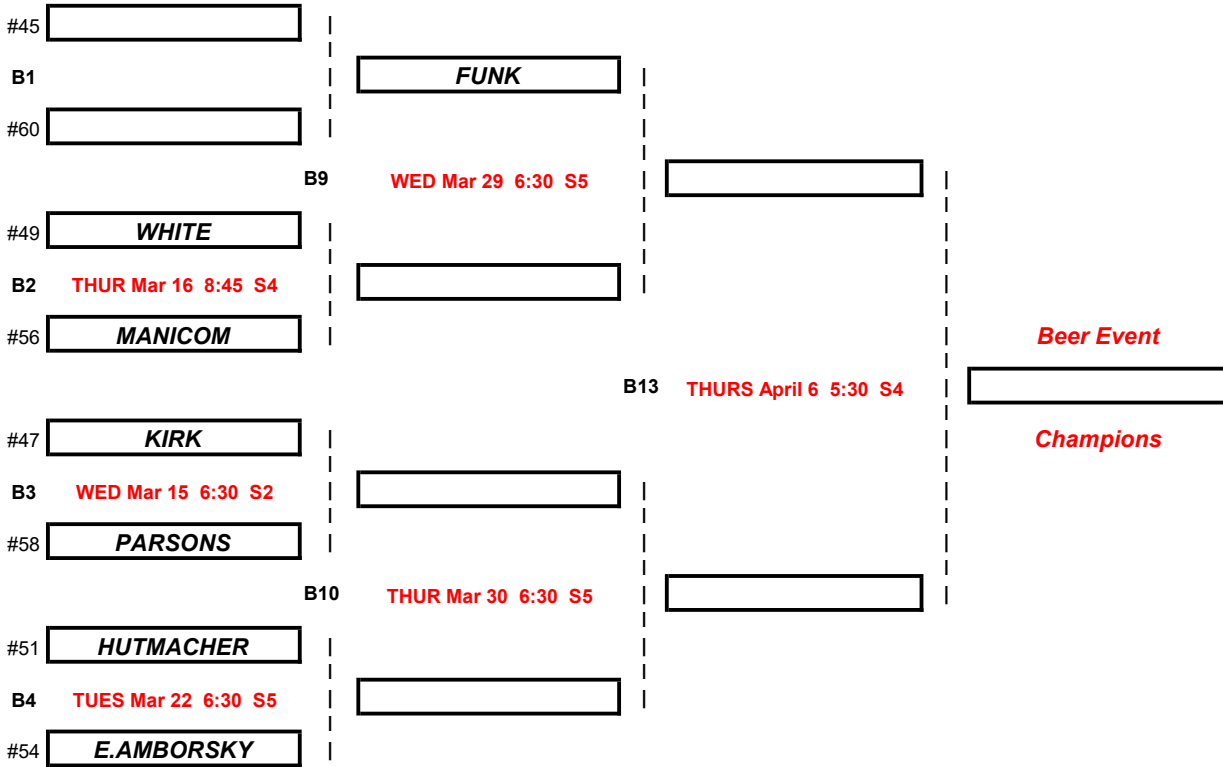 #45
B1
FUNK
#60
B9 WED Mar 29 6:30 S5
#49 WHITE
B2 THUR Mar 16 8:45 S4
#56 MANICOM
Beer Event
B13 THURS April 6 5:30 S4
#47 KIRK
Champions
B3 WED Mar 15 6:30 S2
#58 PARSONS
B10 THUR Mar 30 6:30 S5
#51 HUTMACHER
B4 TUES Mar 22 6:30 S5
#54 E.AMBORSKY